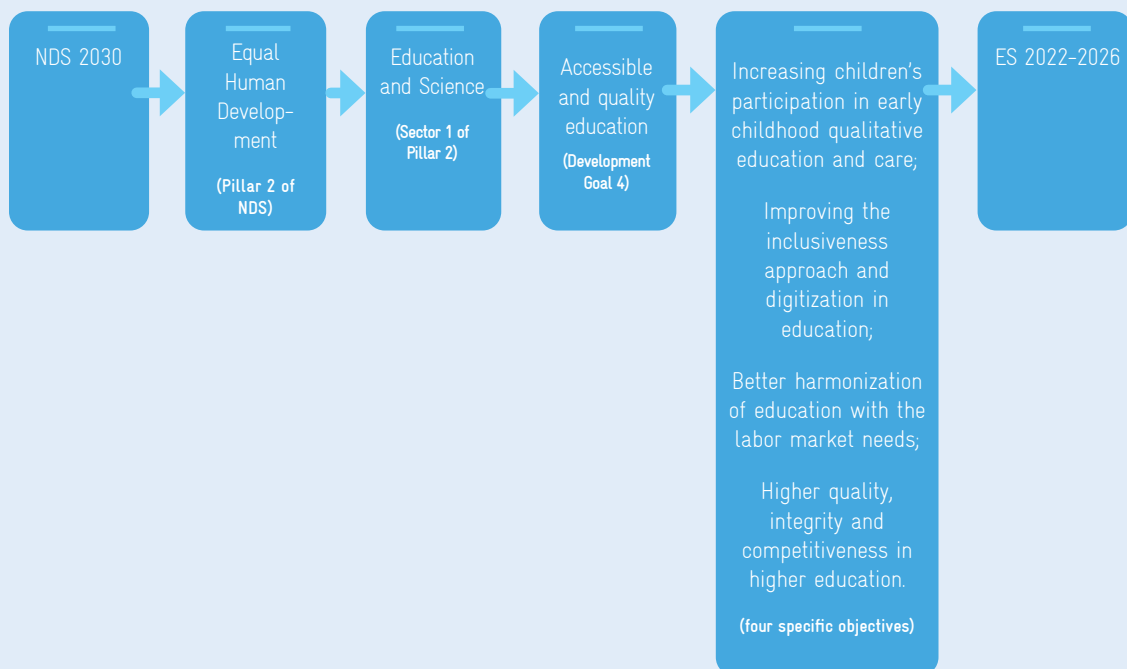 NDS 2030
Equal
Human
Develop-
ment
(Pillar 2 of
NDS)
Education
and Science
(Sector 1 of
Pillar 2)
Accessible
and quality
education
(Development
Goal 4)
Increasing children's
participation in early
childhood qualitative
education and care;
Improving the
inclusiveness
approach and
digitization in
education;
Better harmonization
of education with the
labor market needs;
Higher quality,
integrity and
competitiveness in
higher education.
(four specific objectives)
ES 2022-2026